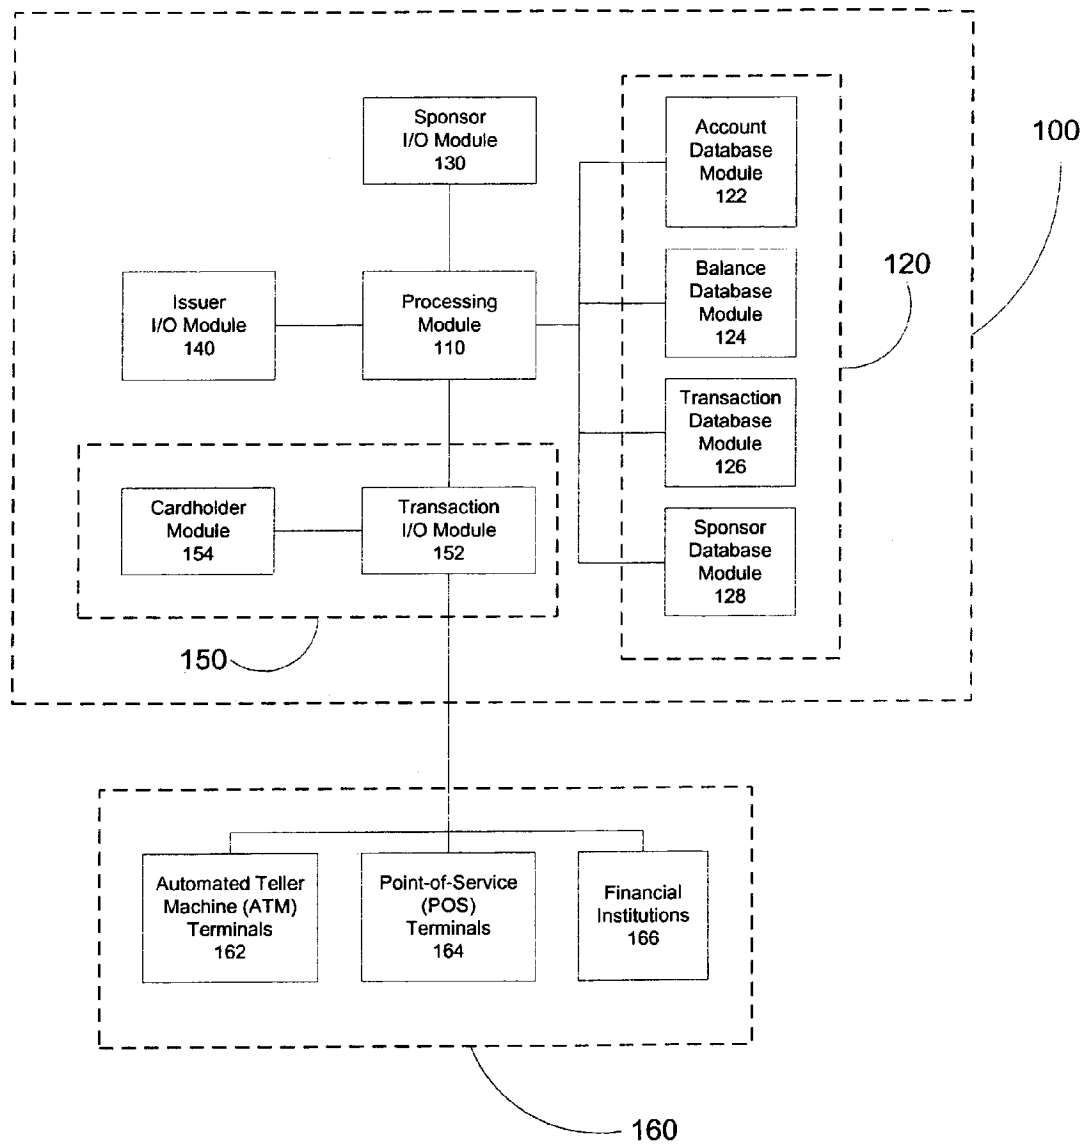 Sponsor
I/O Module
130
Account
Database
Module
122
100
120
Issuer
I/O Module
140
Processing
Module
110
Balance
Database
Module
124
Transaction
Database
Module
126
Cardholder
Module
154
Transaction
I/O Module
152
Sponsor
Database
Module
128
150
Automated Teller
Machine (ATM)
Terminals
162
Point-of-Service
(POS)
Terminals
164
Financial
Institutions
166
160